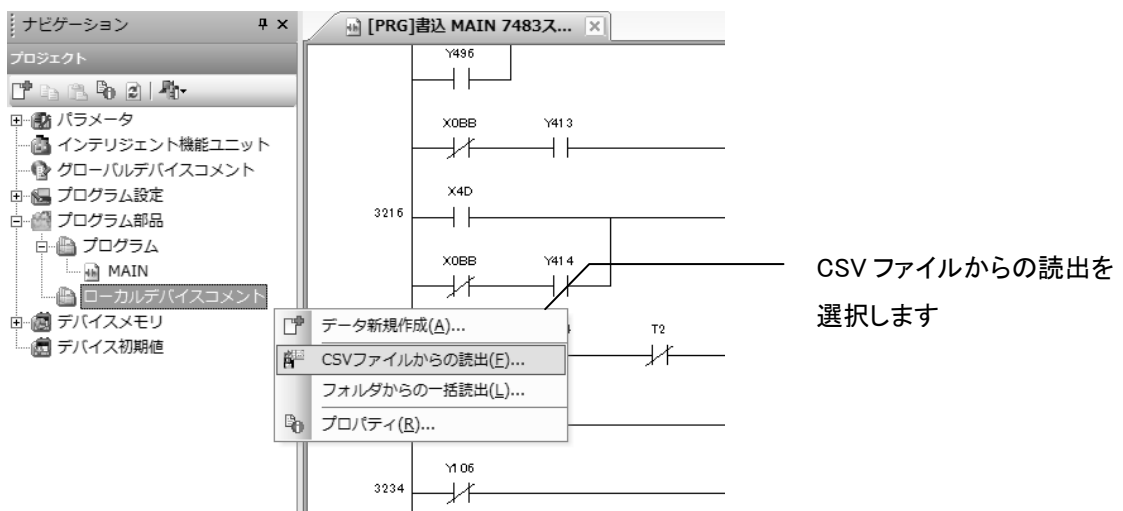 ナビゲーション
プロジェクト
パラメータ
インテリジェント機能ユニット
グローバルデバイスコメント
プログラム設定
プログラム部品
プログラム
MAIN
ローカルデバイスコメント
デバイスメモリ
デバイス初期値
データ新規作成(A)...
CSVファイルからの読出(F)...
フォルダからの一括読出(L)...
プロパティ(R)...
[PRG]書込 MAIN 7483ス...
Y496
X0BB Y413
X4D
3216
X0BB Y414
T2
Y106
3234
CSV ファイルからの読出を
選択します